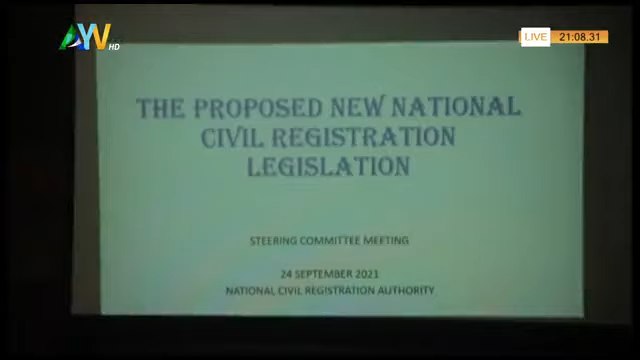 AYV HD
LIVE 21:08.31
THE PROPOSED NEW NATIONAL
CIVIL REGISTRATION
LEGISLATION
STEERING COMMITTEE MEETING
24 SEPTEMBER 2021
NATIONAL CIVIL REGISTRATION AUTHORITY